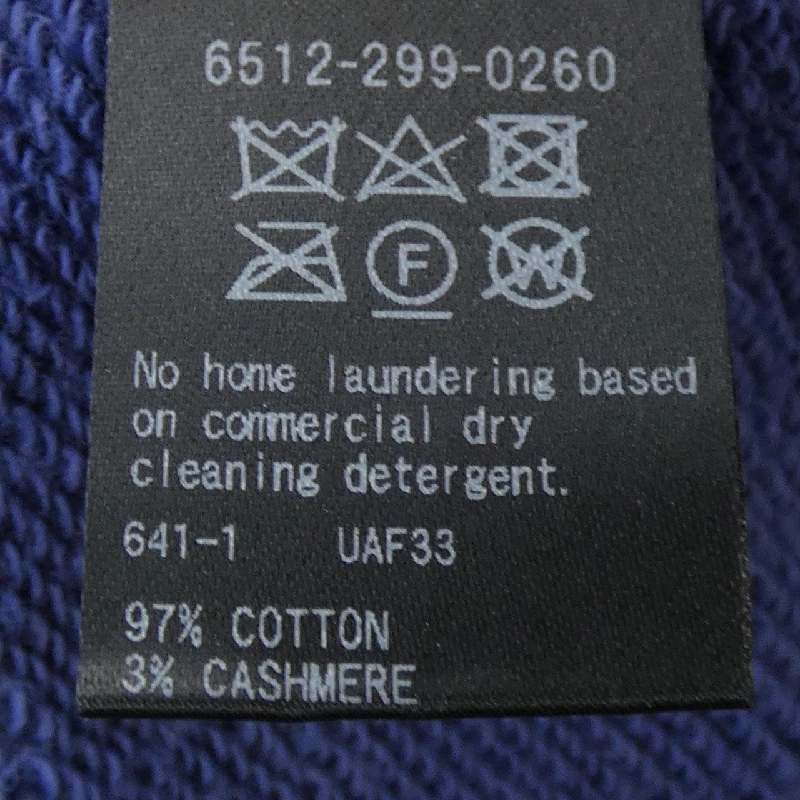 6512-299-0260
F
W
No home laundering based
on commercial dry
cleaning detergent.
641-1 UAF33
97% COTTON
3% CASHMERE